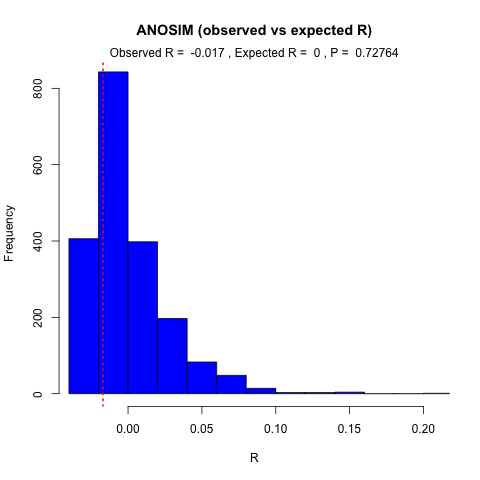 ANOSIM (observed vs expected R)
Observed R =  -0.017 , Expected R =  0 , P =  0.72764
Frequency
800
600
400
200
0
0.00 0.05 0.10 0.15 0.20
R